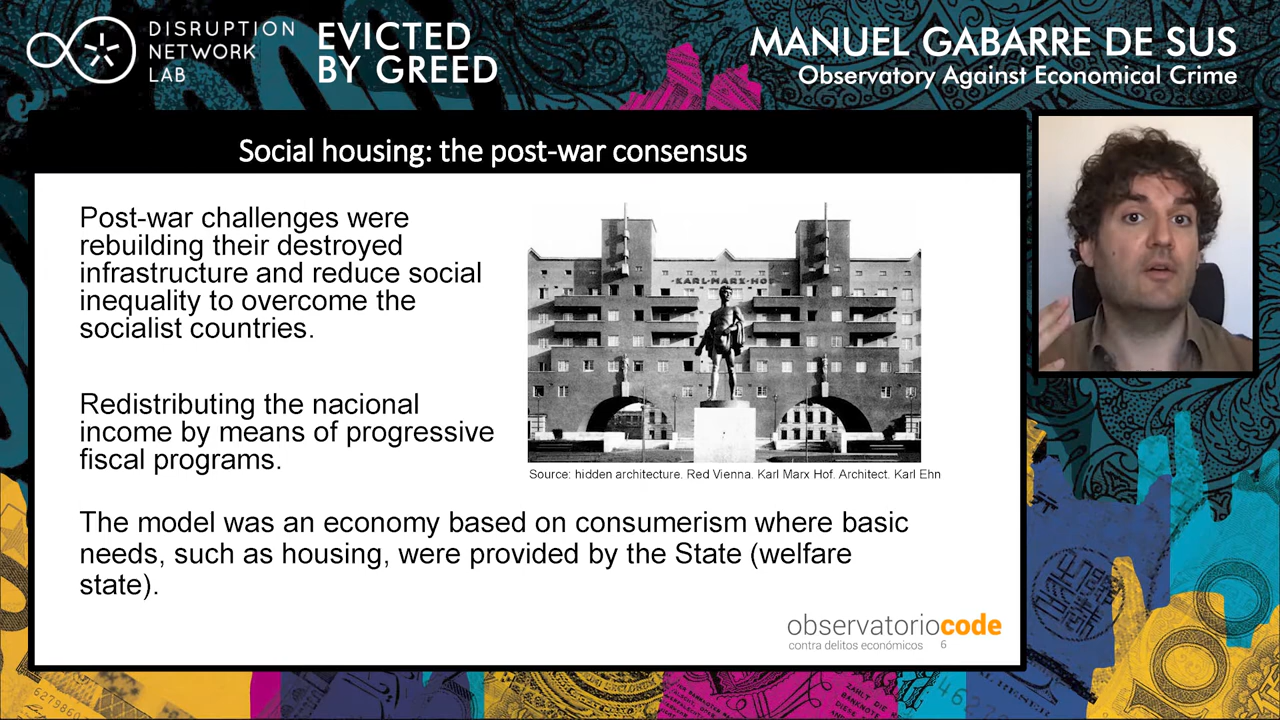 DISRUPTION
NETWORK
LAB
EVICTED
BY GREED
MANUEL GABARRE DE SUS
Observatory Against Economical Crime
Social housing: the post-war consensus
Post-war challenges were
rebuilding their destroyed
infrastructure and reduce social
inequality to overcome the
socialist countries.
KARL-MARX-HOF
Redistributing the nacional
income by means of progressive
fiscal programs.
Source: hidden architecture. Red Vienna. Karl Marx Hof. Architect. Karl Ehn
The model was an economy based on consumerism where basic
needs, such as housing, were provided by the State (welfare
state).
observatoriocode
contra delitos económicos
6